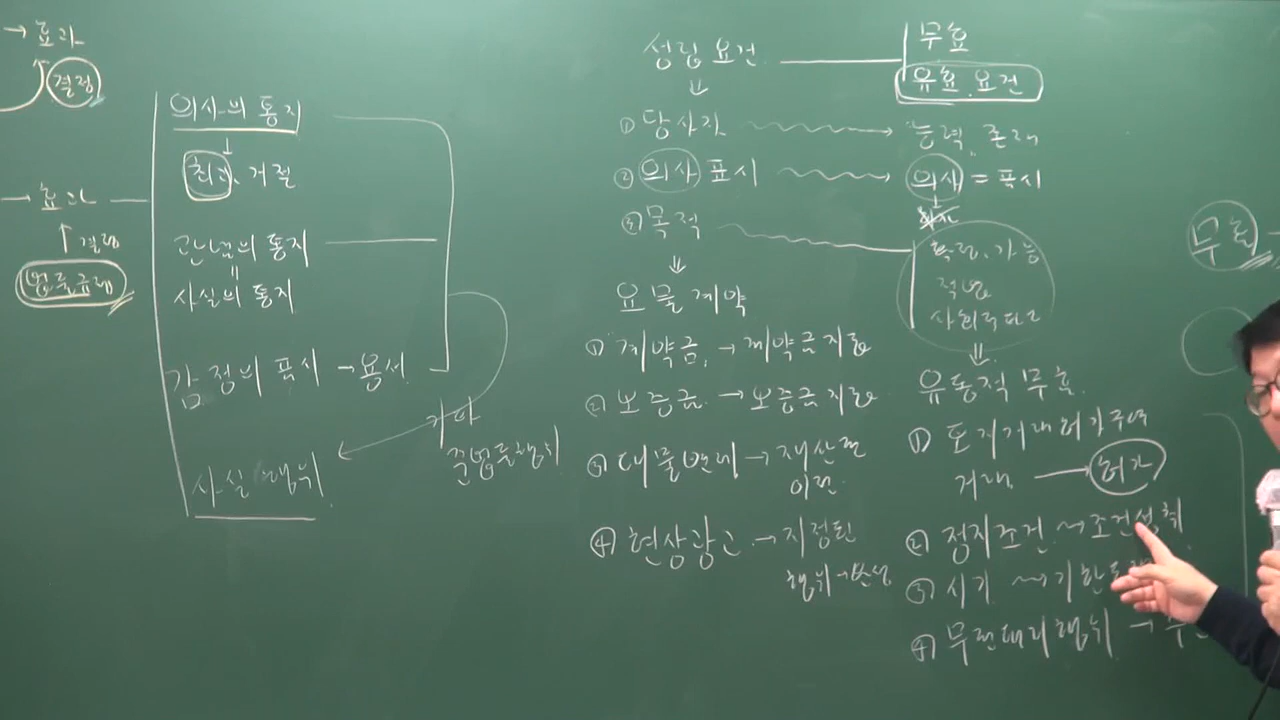 → 효과
결정
의사의 통지
↓
최고, 거절
→ 효과
↑ 결정
법률규정
관념의 통지
"
사실의 통지
감정의 표시 → 용서
사실행위
준법률행위
성립 요건
⇓
① 당사자
② 의사표시
③ 목적
⇓
요물계약
① 계약금, → 계약금지급
② 보증금 → 보증금지급
③ 대물변제 → 재산권
이전
④ 현상광고 → 지정된
행위→완성
무효
유효요건
능력, 존재
의사 = 표시
↓
확정, 가능
적법
사회적타당
⇓
유동적 무효
① 토지거래허가구역
거래 → 허가
② 정지조건 → 조건성취
③ 시기 → 기한
④ 무권대리행위 →
무효